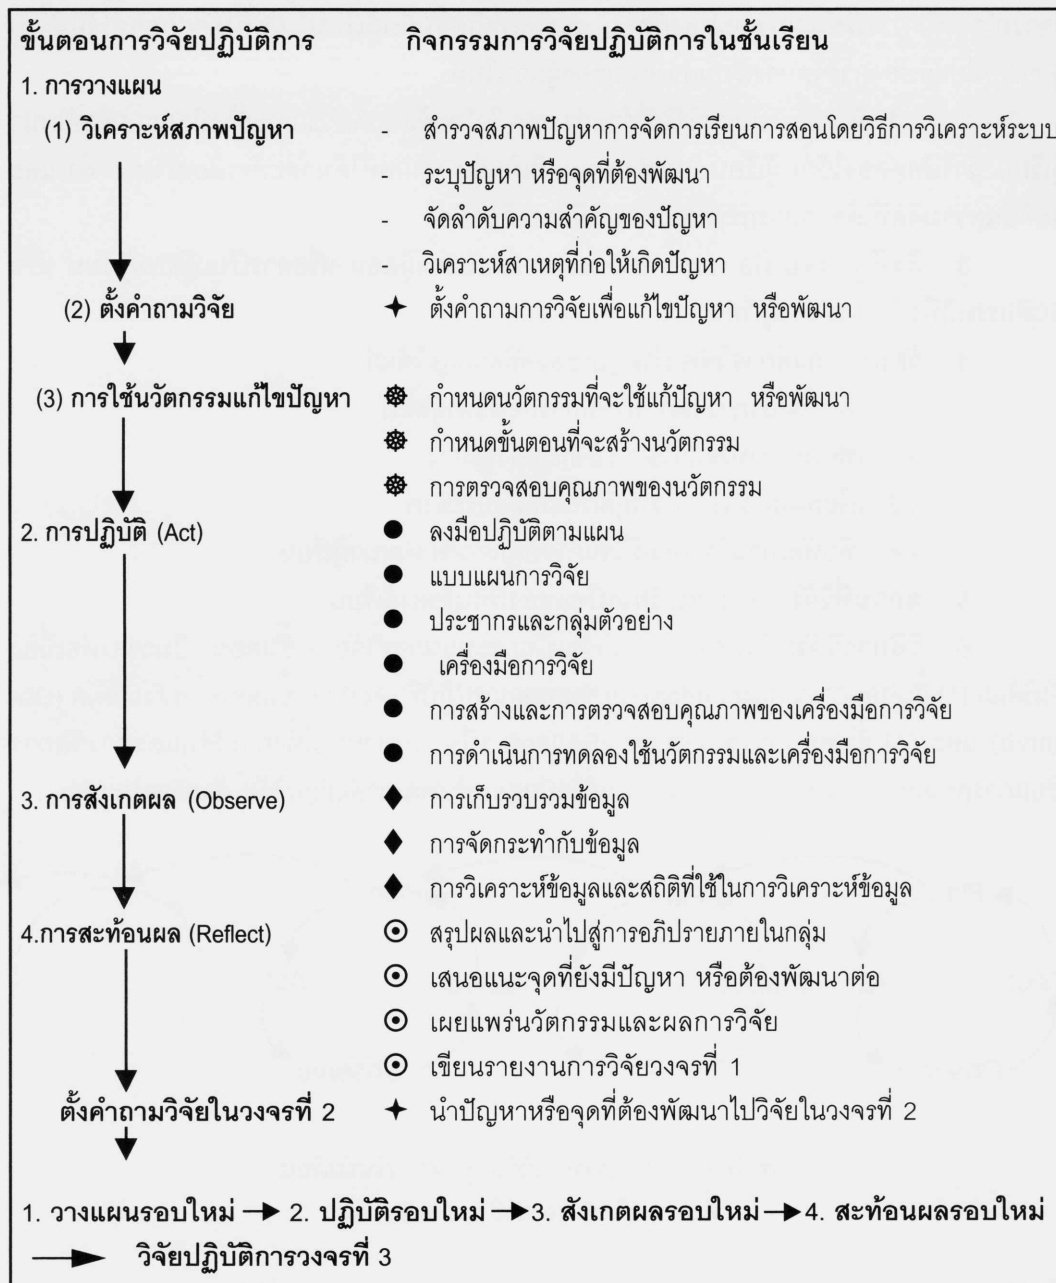 ขั้นตอนการวิจัยปฏิบัติการ กิจกรรมการวิจัยปฏิบัติการในชั้นเรียน
1. การวางแผน
(1) วิเคราะห์สภาพปัญหา - สำรวจสภาพปัญหาการจัดการเรียนการสอนโดยวิธีการวิเคราะห์ระบบ
- ระบุปัญหา หรือจุดที่ต้องพัฒนา
- จัดลำดับความสำคัญของปัญหา
วิเคราะห์สาเหตุที่ก่อให้เกิดปัญหา
(2) ตั้งคำถามวิจัย ตั้งคำถามการวิจัยเพื่อแก้ไขปัญหา หรือพัฒนา
(3) การใช้นวัตกรรมแก้ไขปัญหา กำหนดนวัตกรรมที่จะใช้แก้ปัญหา หรือพัฒนา
กำหนดขั้นตอนที่จะสร้างนวัตกรรม
การตรวจสอบคุณภาพของนวัตกรรม
2. การปฏิบัติ (Act) ● ลงมือปฏิบัติตามแผน
● แบบแผนการวิจัย
● ประชากรและกลุ่มตัวอย่าง
● เครื่องมือการวิจัย
● การสร้างและการตรวจสอบคุณภาพของเครื่องมือการวิจัย
● การดำเนินการทดลองใช้นวัตกรรมและเครื่องมือการวิจัย
3. การสังเกตผล (Observe) ♦ การเก็บรวบรวมข้อมูล
♦ การจัดกระทำกับข้อมูล
♦ การวิเคราะห์ข้อมูลและสถิติที่ใช้ในการวิเคราะห์ข้อมูล
4.การสะท้อนผล (Reflect) ⊙ สรุปผลและนำไปสู่การอภิปรายภายในกลุ่ม
⊙ เสนอแนะจุดที่ยังมีปัญหา หรือต้องพัฒนาต่อ
⊙ เผยแพร่นวัตกรรมและผลการวิจัย
⊙ เขียนรายงานการวิจัยวงจรที่ 1
ตั้งคำถามวิจัยในวงจรที่ 2 นำปัญหาหรือจุดที่ต้องพัฒนาไปวิจัยในวงจรที่ 2
1. วางแผนรอบใหม่ → 2. ปฏิบัติรอบใหม่ → 3. สังเกตผลรอบใหม่ → 4. สะท้อนผลรอบใหม่
→ วิจัยปฏิบัติการวงจรที่ 3